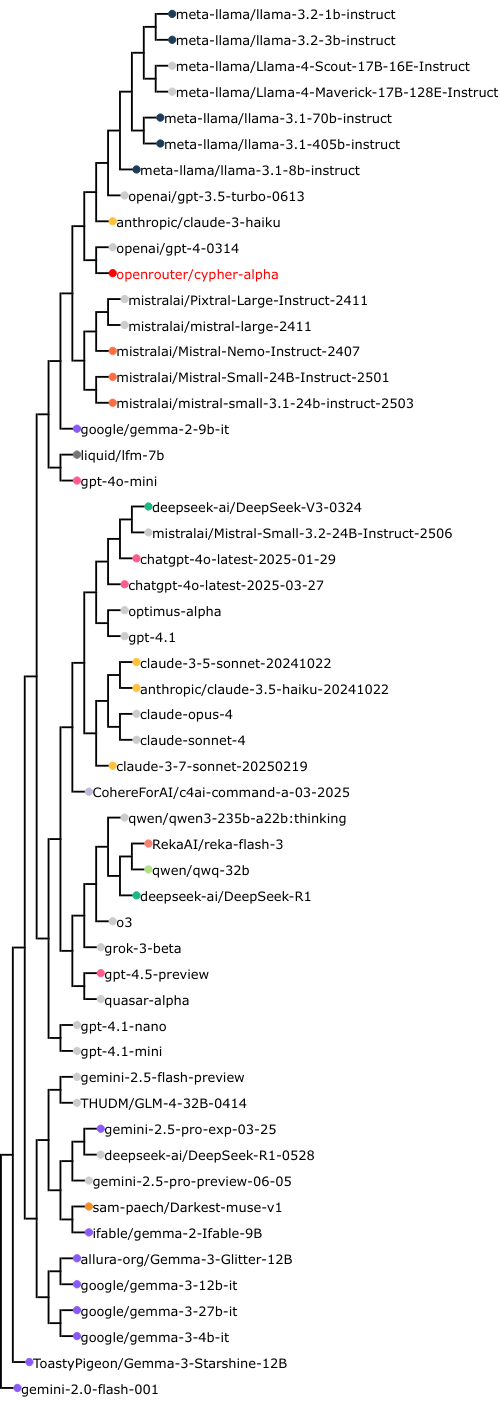 meta-llama/llama-3.2-1b-instruct
meta-llama/llama-3.2-3b-instruct
meta-llama/Llama-4-Scout-17B-16E-Instruct
meta-llama/Llama-4-Maverick-17B-128E-Instruct
meta-llama/llama-3.1-70b-instruct
meta-llama/llama-3.1-405b-instruct
meta-llama/llama-3.1-8b-instruct
openai/gpt-3.5-turbo-0613
anthropic/claude-3-haiku
openai/gpt-4-0314
openrouter/cypher-alpha
mistralai/Pixtral-Large-Instruct-2411
mistralai/mistral-large-2411
mistralai/Mistral-Nemo-Instruct-2407
mistralai/Mistral-Small-24B-Instruct-2501
mistralai/mistral-small-3.1-24b-instruct-2503
google/gemma-2-9b-it
liquid/lfm-7b
gpt-4o-mini
deepseek-ai/DeepSeek-V3-0324
mistralai/Mistral-Small-3.2-24B-Instruct-2506
chatgpt-4o-latest-2025-01-29
chatgpt-4o-latest-2025-03-27
optimus-alpha
gpt-4.1
claude-3-5-sonnet-20241022
anthropic/claude-3.5-haiku-20241022
claude-opus-4
claude-sonnet-4
claude-3-7-sonnet-20250219
CohereForAI/c4ai-command-a-03-2025
qwen/qwen3-235b-a22b:thinking
RekaAI/reka-flash-3
qwen/qwq-32b
deepseek-ai/DeepSeek-R1
o3
grok-3-beta
gpt-4.5-preview
quasar-alpha
gpt-4.1-nano
gpt-4.1-mini
gemini-2.5-flash-preview
THUDM/GLM-4-32B-0414
gemini-2.5-pro-exp-03-25
deepseek-ai/DeepSeek-R1-0528
gemini-2.5-pro-preview-06-05
sam-paech/Darkest-muse-v1
ifable/gemma-2-Ifable-9B
allura-org/Gemma-3-Glitter-12B
google/gemma-3-12b-it
google/gemma-3-27b-it
google/gemma-3-4b-it
ToastyPigeon/Gemma-3-Starshine-12B
gemini-2.0-flash-001